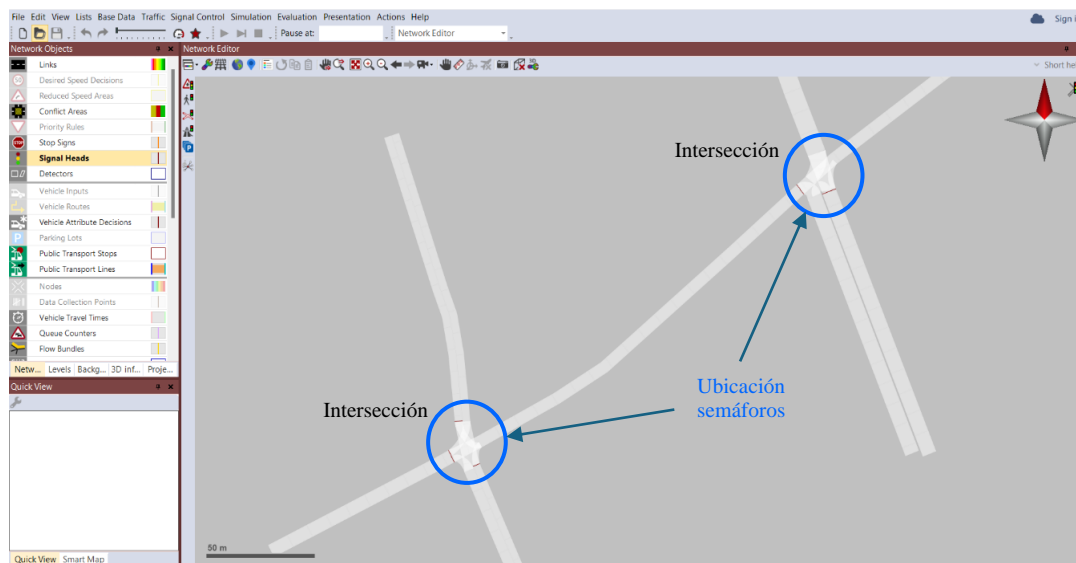 File Edit View Lists Base Data Traffic Signal Control Simulation Evaluation Presentation Actions Help
Sign i
Pause at:
Network Editor
Network Objects
Network Editor
Links
Short he
Desired Speed Decisions
Reduced Speed Areas
Conflict Areas
Priority Rules
Stop Signs
Signal Heads
Detectors
Vehicle Inputs
Vehicle Routes
Vehicle Attribute Decisions
Parking Lots
Public Transport Stops
Public Transport Lines
Nodes
Data Collection Points
Vehicle Travel Times
Queue Counters
Flow Bundles
Netw... Levels Backg... 3D inf... Proje...
Quick View
Intersección
Intersección
Ubicación
semáforos
50 m
Quick View Smart Map